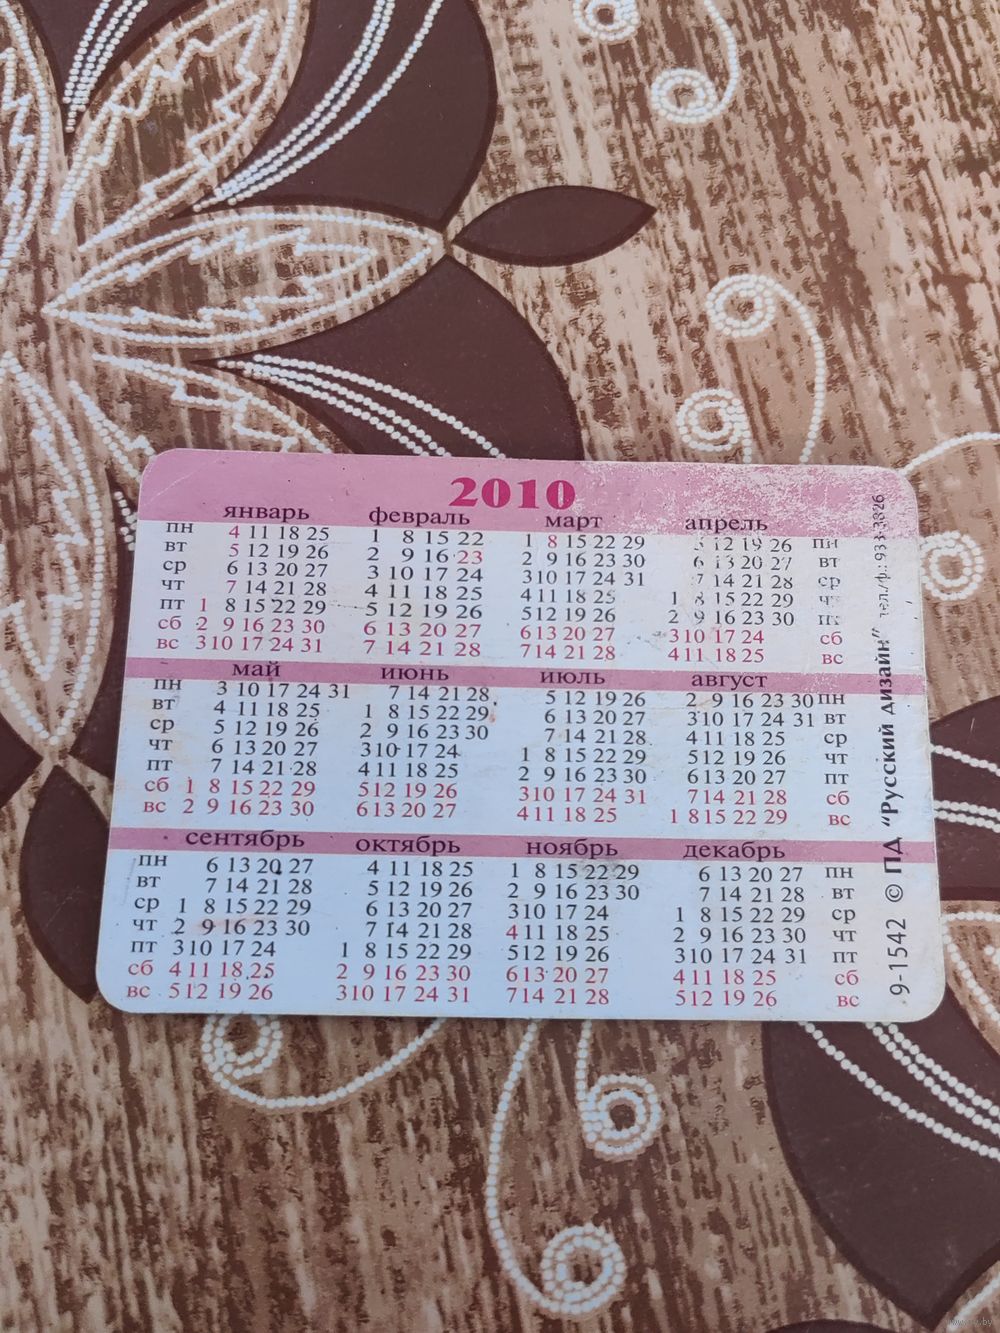 2010
январь февраль март апрель
пн 4 11 18 25 1 8 15 22 1 8 15 22 29 5 12 19 26 пн
вт 5 12 19 26 2 9 16 23 2 9 16 23 30 6 13 20 27 вт
ср 6 13 20 27 3 10 17 24 3 10 17 24 31 7 14 21 28 ср
чт 7 14 21 28 4 11 18 25 4 11 18 25 1 8 15 22 29 чт
пт 1 8 15 22 29 5 12 19 26 5 12 19 26 2 9 16 23 30 пт
сб 2 9 16 23 30 6 13 20 27 6 13 20 27 3 10 17 24 сб
вс 3 10 17 24 31 7 14 21 28 7 14 21 28 4 11 18 25 вс
май июнь июль август
пн 3 10 17 24 31 7 14 21 28 5 12 19 26 2 9 16 23 30 пн
вт 4 11 18 25 1 8 15 22 29 6 13 20 27 3 10 17 24 31 вт
ср 5 12 19 26 2 9 16 23 30 7 14 21 28 4 11 18 25 ср
чт 6 13 20 27 3 10 17 24 1 8 15 22 29 5 12 19 26 чт
пт 7 14 21 28 4 11 18 25 2 9 16 23 30 6 13 20 27 пт
сб 1 8 15 22 29 5 12 19 26 3 10 17 24 31 7 14 21 28 сб
вс 2 9 16 23 30 6 13 20 27 4 11 18 25 1 8 15 22 29 вс
сентябрь октябрь ноябрь декабрь
пн 6 13 20 27 4 11 18 25 1 8 15 22 29 6 13 20 27 пн
вт 7 14 21 28 5 12 19 26 2 9 16 23 30 7 14 21 28 вт
ср 1 8 15 22 29 6 13 20 27 3 10 17 24 1 8 15 22 29 ср
чт 2 9 16 23 30 7 14 21 28 4 11 18 25 2 9 16 23 30 чт
пт 3 10 17 24 1 8 15 22 29 5 12 19 26 3 10 17 24 31 пт
сб 4 11 18 25 2 9 16 23 30 6 13 20 27 4 11 18 25 сб
вс 5 12 19 26 3 10 17 24 31 7 14 21 28 5 12 19 26 вс
9-1542 © ПД "Русский дизайн" тел./ф.: 933-3826